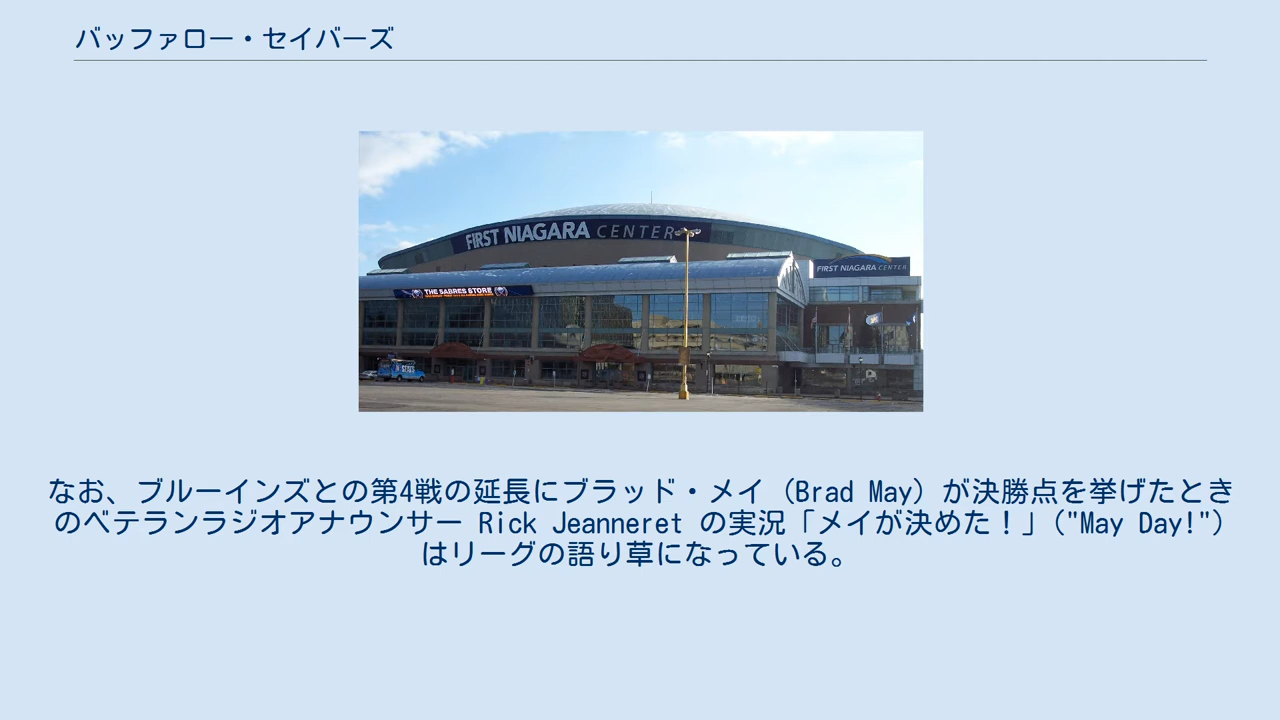 バッファロー・セイバーズ
FIRST NIAGARA CENTER
FIRST NIAGARA CENTER
THE SABRES STORE
なお、ブルーインズとの第4戦の延長にブラッド・メイ（Brad May）が決勝点を挙げたとき
のベテランラジオアナウンサー Rick Jeanneret の実況「メイが決めた！」("May Day!")
はリーグの語り草になっている。